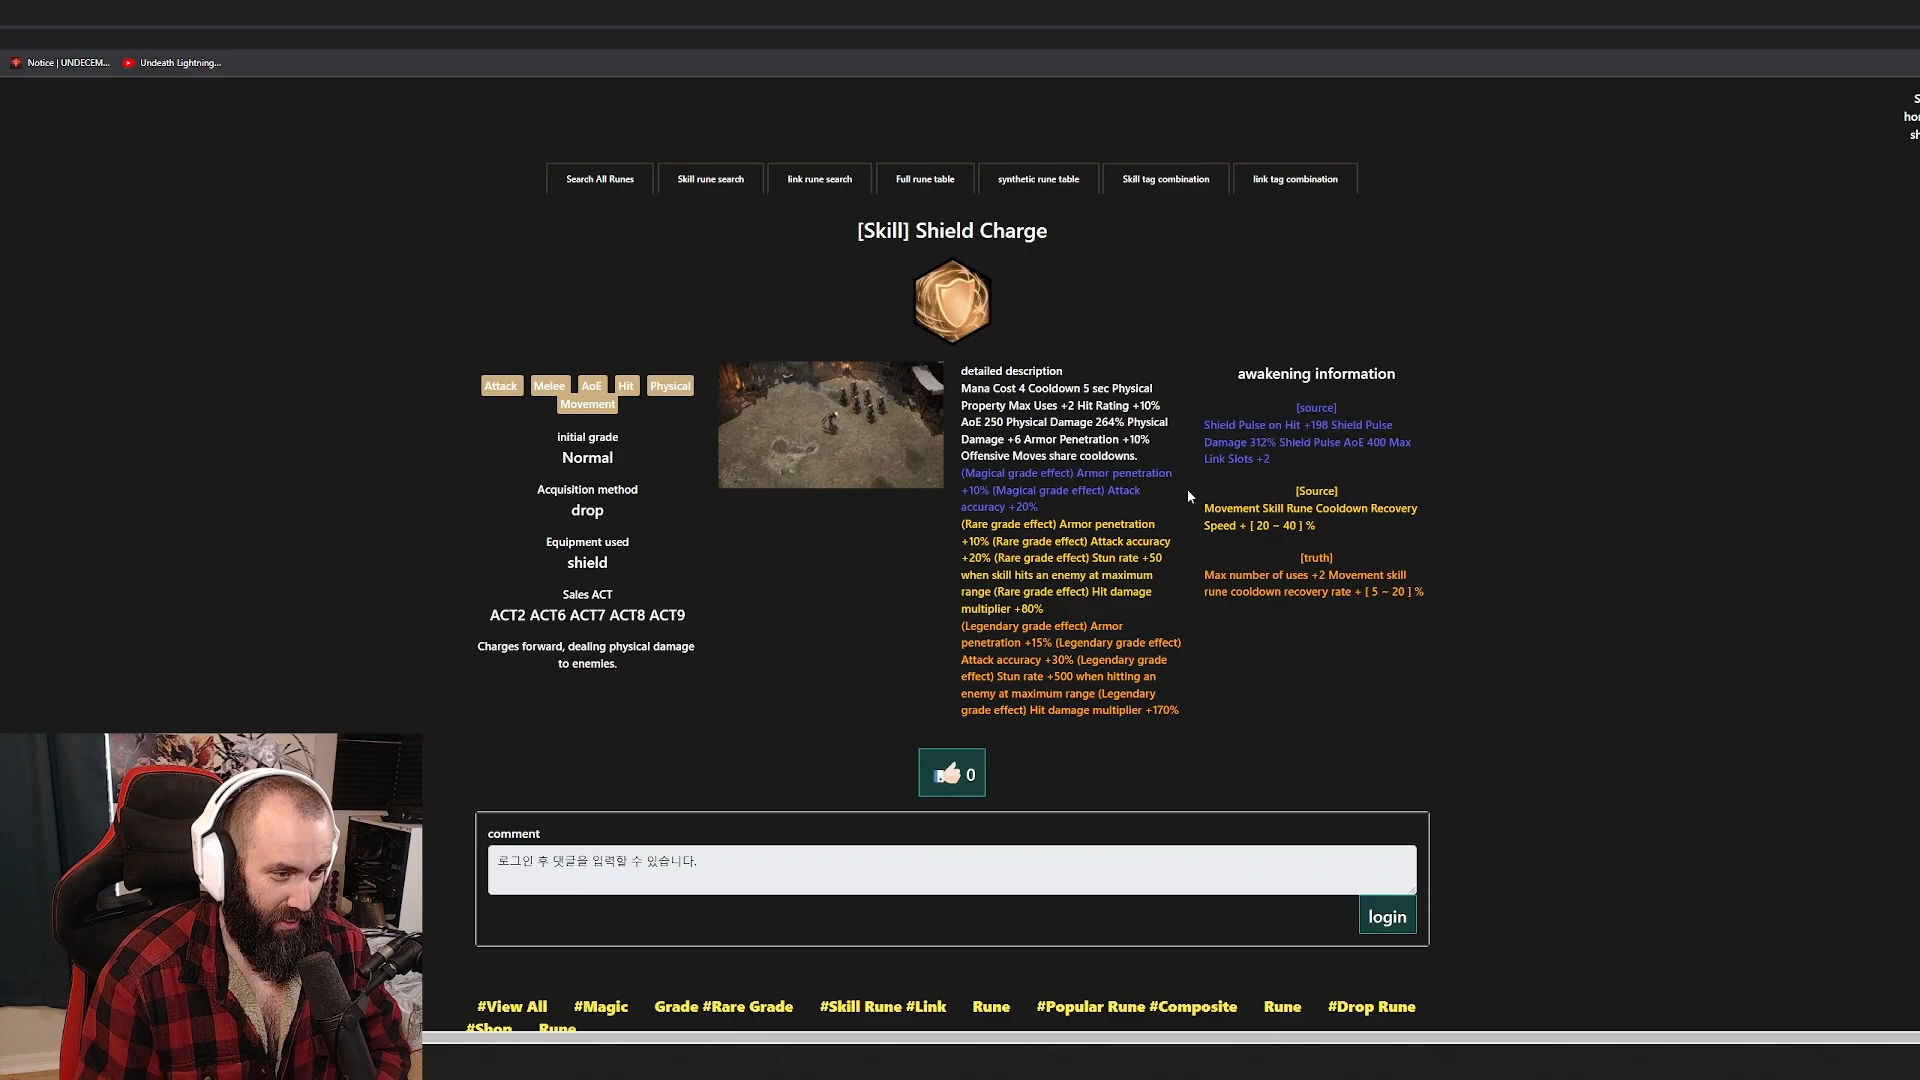 Notice | UNDECEM...
Undeath Lightning...
Search All Runes
Skill rune search
link rune search
Full rune table
synthetic rune table
Skill tag combination
link tag combination
[Skill] Shield Charge
Attack
Melee
AoE
Hit
Physical
Movement
initial grade
Normal
Acquisition method
drop
Equipment used
shield
Sales ACT
ACT2 ACT6 ACT7 ACT8 ACT9
Charges forward, dealing physical damage
to enemies.
detailed description
Mana Cost 4 Cooldown 5 sec Physical
Property Max Uses +2 Hit Rating +10%
AoE 250 Physical Damage 264% Physical
Damage +6 Armor Penetration +10%
Offensive Moves share cooldowns.
(Magical grade effect) Armor penetration
+10% (Magical grade effect) Attack
accuracy +20%
(Rare grade effect) Armor penetration
+10% (Rare grade effect) Attack accuracy
+20% (Rare grade effect) Stun rate +50
when skill hits an enemy at maximum
range (Rare grade effect) Hit damage
multiplier +80%
(Legendary grade effect) Armor
penetration +15% (Legendary grade effect)
Attack accuracy +30% (Legendary grade
effect) Stun rate +500 when hitting an
enemy at maximum range (Legendary
grade effect) Hit damage multiplier +170%
awakening information
[source]
Shield Pulse on Hit +198 Shield Pulse
Damage 312% Shield Pulse AoE 400 Max
Link Slots +2
[Source]
Movement Skill Rune Cooldown Recovery
Speed + [ 20 ~ 40 ] %
[truth]
Max number of uses +2 Movement skill
rune cooldown recovery rate + [ 5 ~ 20 ] %
0
comment
로그인 후 댓글을 입력할 수 있습니다.
login
#View All #Magic Grade #Rare Grade #Skill Rune #Link Rune #Popular Rune #Composite Rune #Drop Rune
#Shop Rune